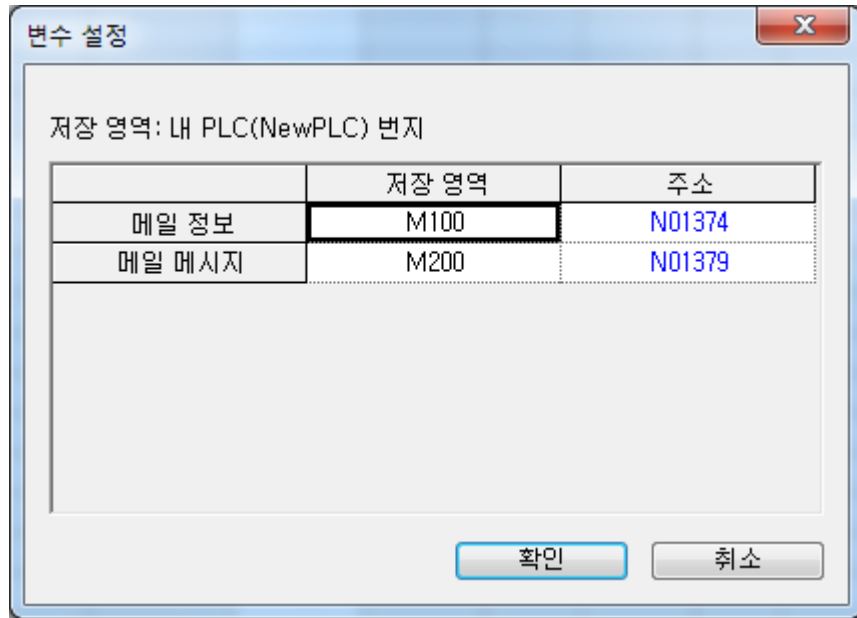 변수 설정
저장 영역: 내 PLC(NewPLC) 번지
저장 영역 주소
메일 정보 M100 N01374
메일 메시지 M200 N01379
확인 취소